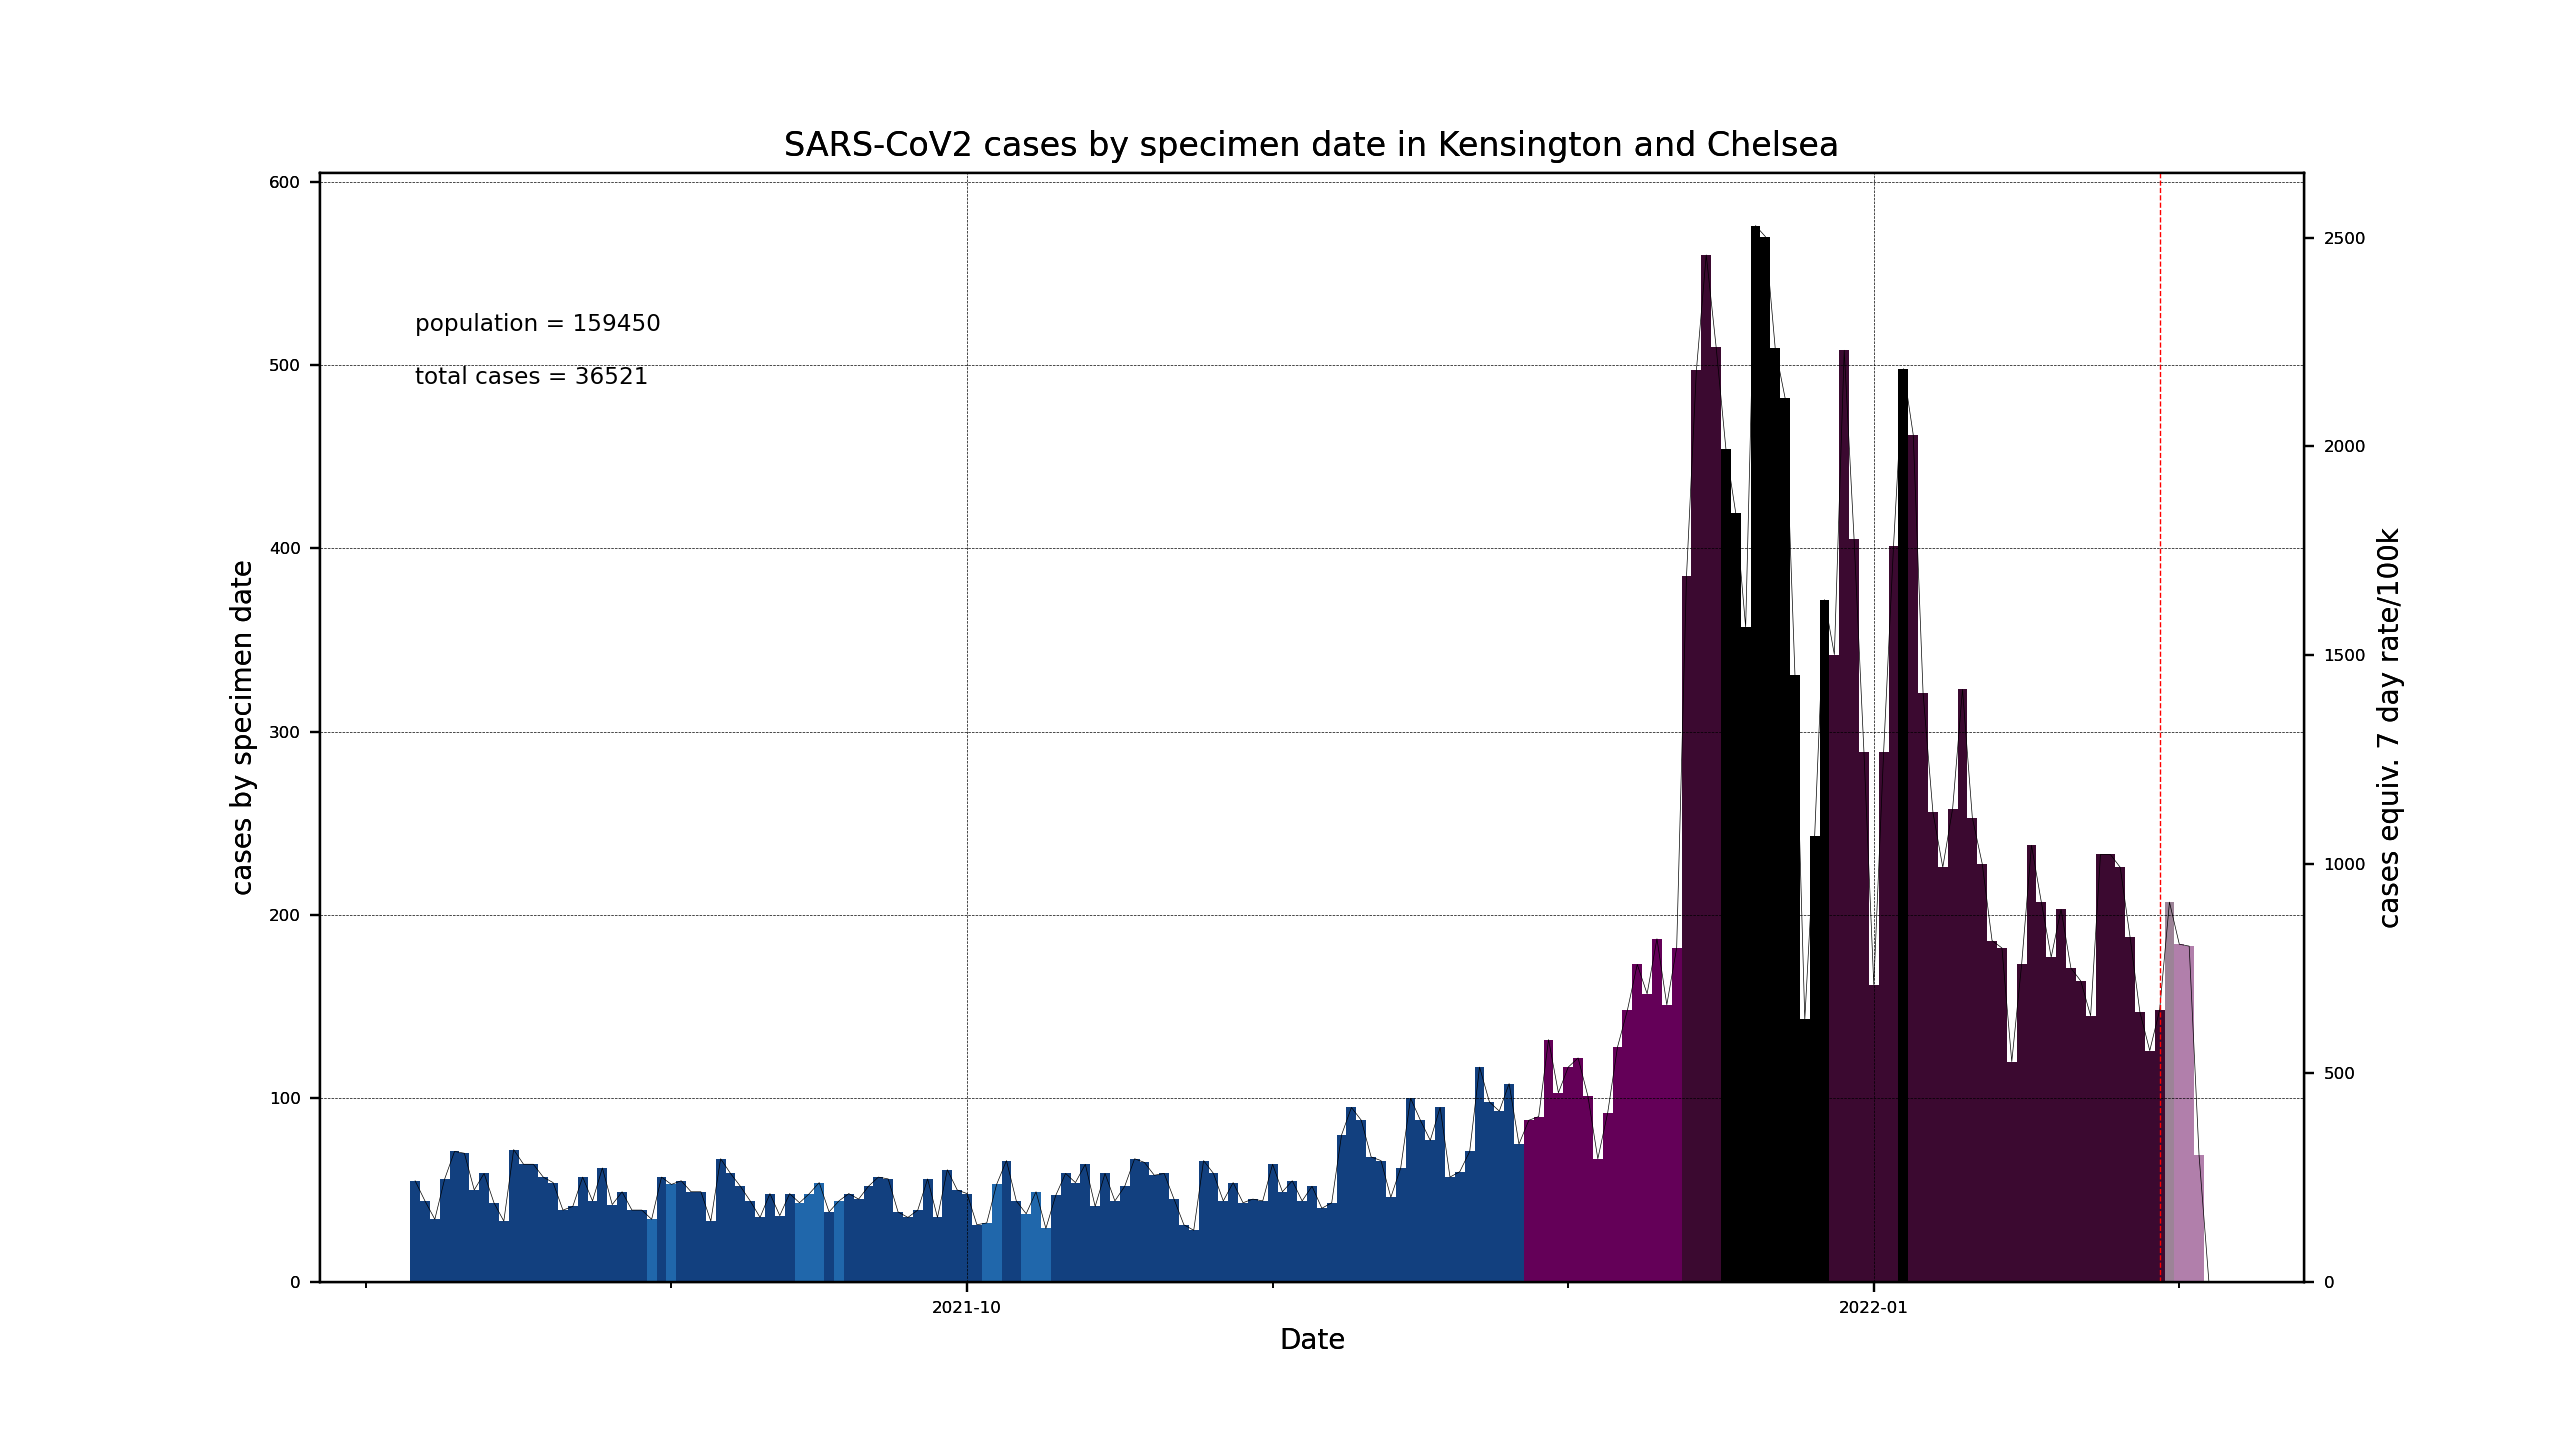 SARS-CoV2 cases by specimen date in Kensington and Chelsea
600
500
400
300
200
100
0
cases by specimen date
population = 159450
total cases = 36521
2500
2000
1500
1000
500
0
cases equiv. 7 day rate/100k
2021-10
2022-01
Date